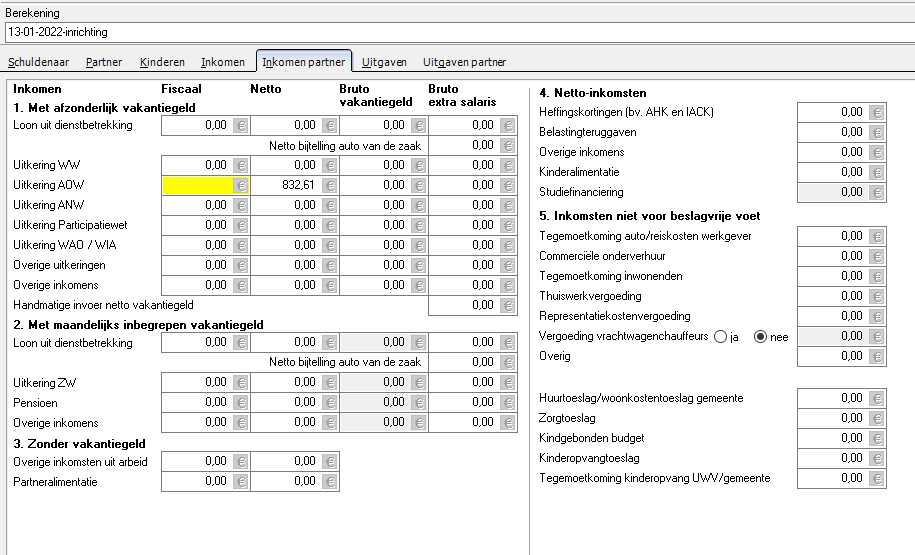 Berekening
13-01-2022-inrichting
Schuldenaar Partner Kinderen Inkomen Inkomen partner Uitgaven Uitgaven partner
Inkomen Fiscaal Netto Bruto vakantiegeld Bruto extra salaris
1. Met afzonderlijk vakantiegeld
Loon uit dienstbetrekking 0,00 € 0,00 € 0,00 € 0,00 €
Netto bijtelling auto van de zaak 0,00 €
Uitkering WW 0,00 € 0,00 € 0,00 € 0,00 €
Uitkering AOW € 832,61 € 0,00 € 0,00 €
Uitkering ANW 0,00 € 0,00 € 0,00 € 0,00 €
Uitkering Participatiewet 0,00 € 0,00 € 0,00 € 0,00 €
Uitkering WAO / WIA 0,00 € 0,00 € 0,00 € 0,00 €
Overige uitkeringen 0,00 € 0,00 € 0,00 € 0,00 €
Overige inkomens 0,00 € 0,00 € 0,00 € 0,00 €
Handmatige invoer netto vakantiegeld 0,00 €
2. Met maandelijks inbegrepen vakantiegeld
Loon uit dienstbetrekking 0,00 € 0,00 € 0,00 € 0,00 €
Netto bijtelling auto van de zaak 0,00 €
Uitkering ZW 0,00 € 0,00 € 0,00 € 0,00 €
Pensioen 0,00 € 0,00 € 0,00 € 0,00 €
Overige inkomens 0,00 € 0,00 € 0,00 € 0,00 €
3. Zonder vakantiegeld
Overige inkomsten uit arbeid 0,00 € 0,00 €
Partneralimentatie 0,00 € 0,00 €
4. Netto-inkomsten
Heffingskortingen (bv. AHK en IACK) 0,00 €
Belastingteruggaven 0,00 €
Overige inkomens 0,00 €
Kinderalimentatie 0,00 €
Studiefinanciering 0,00 €
5. Inkomsten niet voor beslagvrije voet
Tegemoetkoming auto/reiskosten werkgever 0,00 €
Commerciële onderverhuur 0,00 €
Tegemoetkoming inwonenden 0,00 €
Thuiswerkvergoeding 0,00 €
Representatiekostenvergoeding 0,00 €
Vergoeding vrachtwagenchauffeurs ja nee 0,00 €
Overig 0,00 €
Huurtoeslag/woonkostentoeslag gemeente 0,00 €
Zorgtoeslag 0,00 €
Kindgebonden budget 0,00 €
Kinderopvangtoeslag 0,00 €
Tegemoetkoming kinderopvang UWV/gemeente 0,00 €